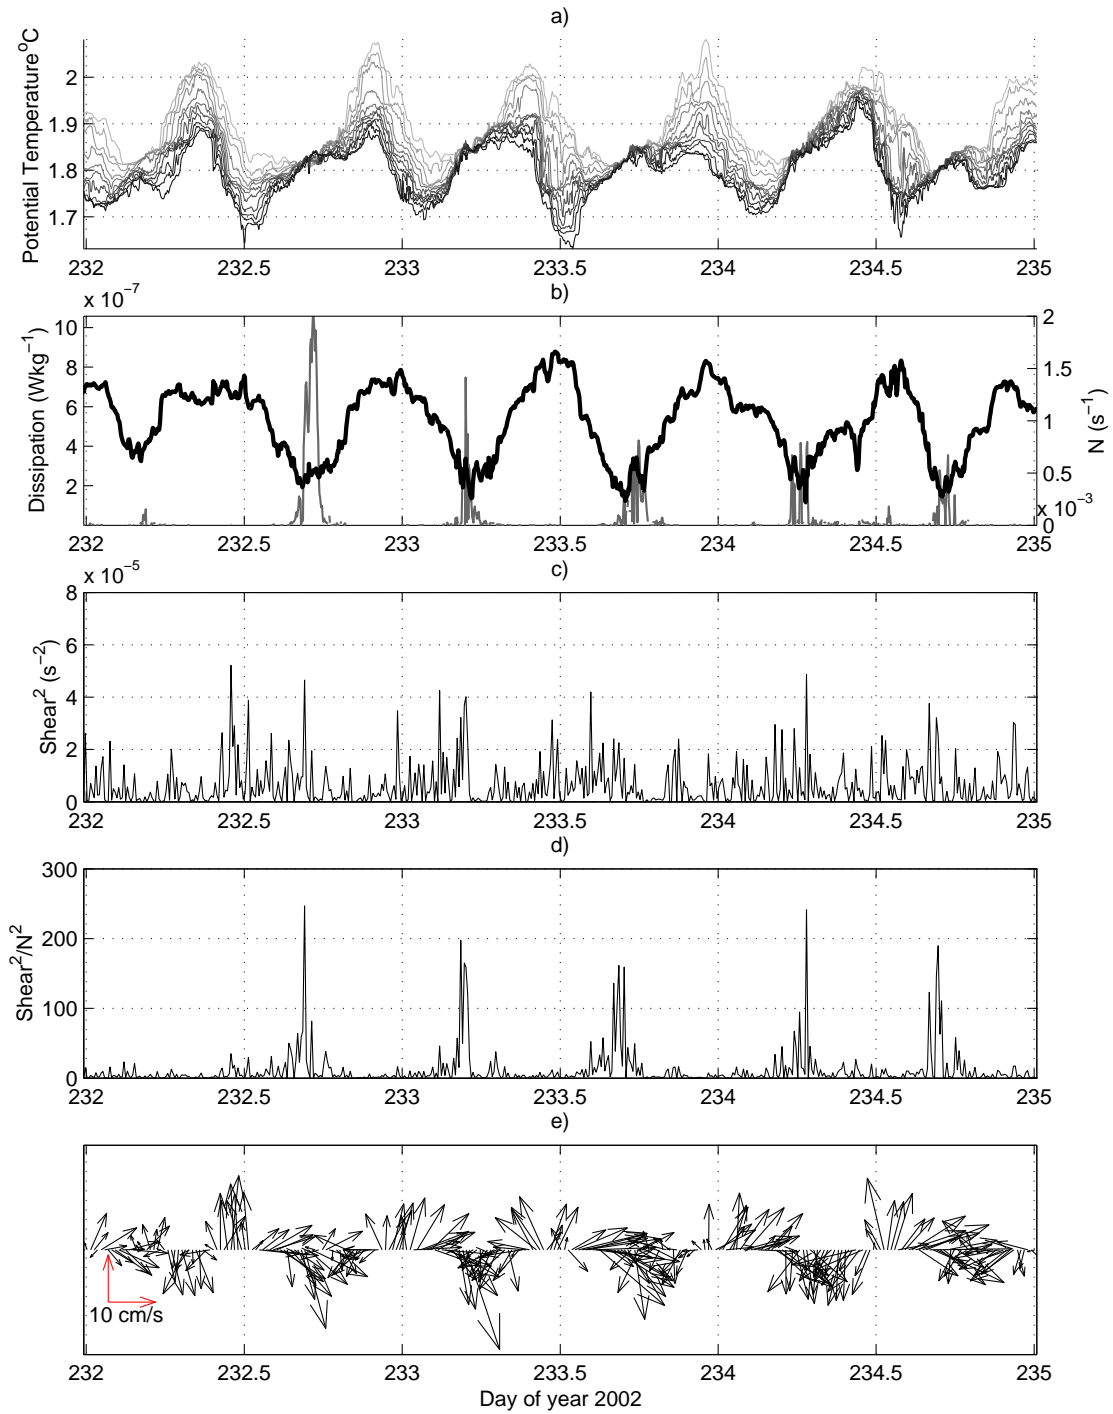 a)
Potential Temperature°C
2
1.9
1.8
1.7
232 232.5 233 233.5 234 234.5 235
b)
x 10⁻⁷
Dissipation (Wkg⁻¹)
10
8
6
4
2
2
1.5
1
0.5
0
N (s⁻¹)
x 10⁻³
232 232.5 233 233.5 234 234.5 235
c)
x 10⁻⁵
Shear² (s⁻²)
8
6
4
2
0
232 232.5 233 233.5 234 234.5 235
d)
Shear²/N²
300
200
100
0
232 232.5 233 233.5 234 234.5 235
e)
10 cm/s
232 232.5 233 233.5 234 234.5 235
Day of year 2002